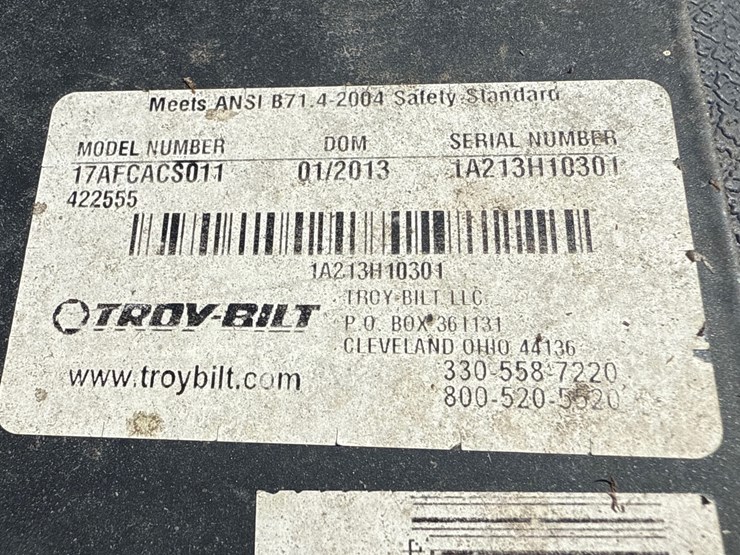 Meets ANSI B71.4-2004 Safety Standard
MODEL NUMBER DOM SERIAL NUMBER
17AFCACS011 01/2013 1A213H10301
422555
1A213H10301
TROY-BILT
TROY-BILT LLC
P.O. BOX 361131
CLEVELAND OHIO 44136
www.troybilt.com
330-558-7220
800-520-5520